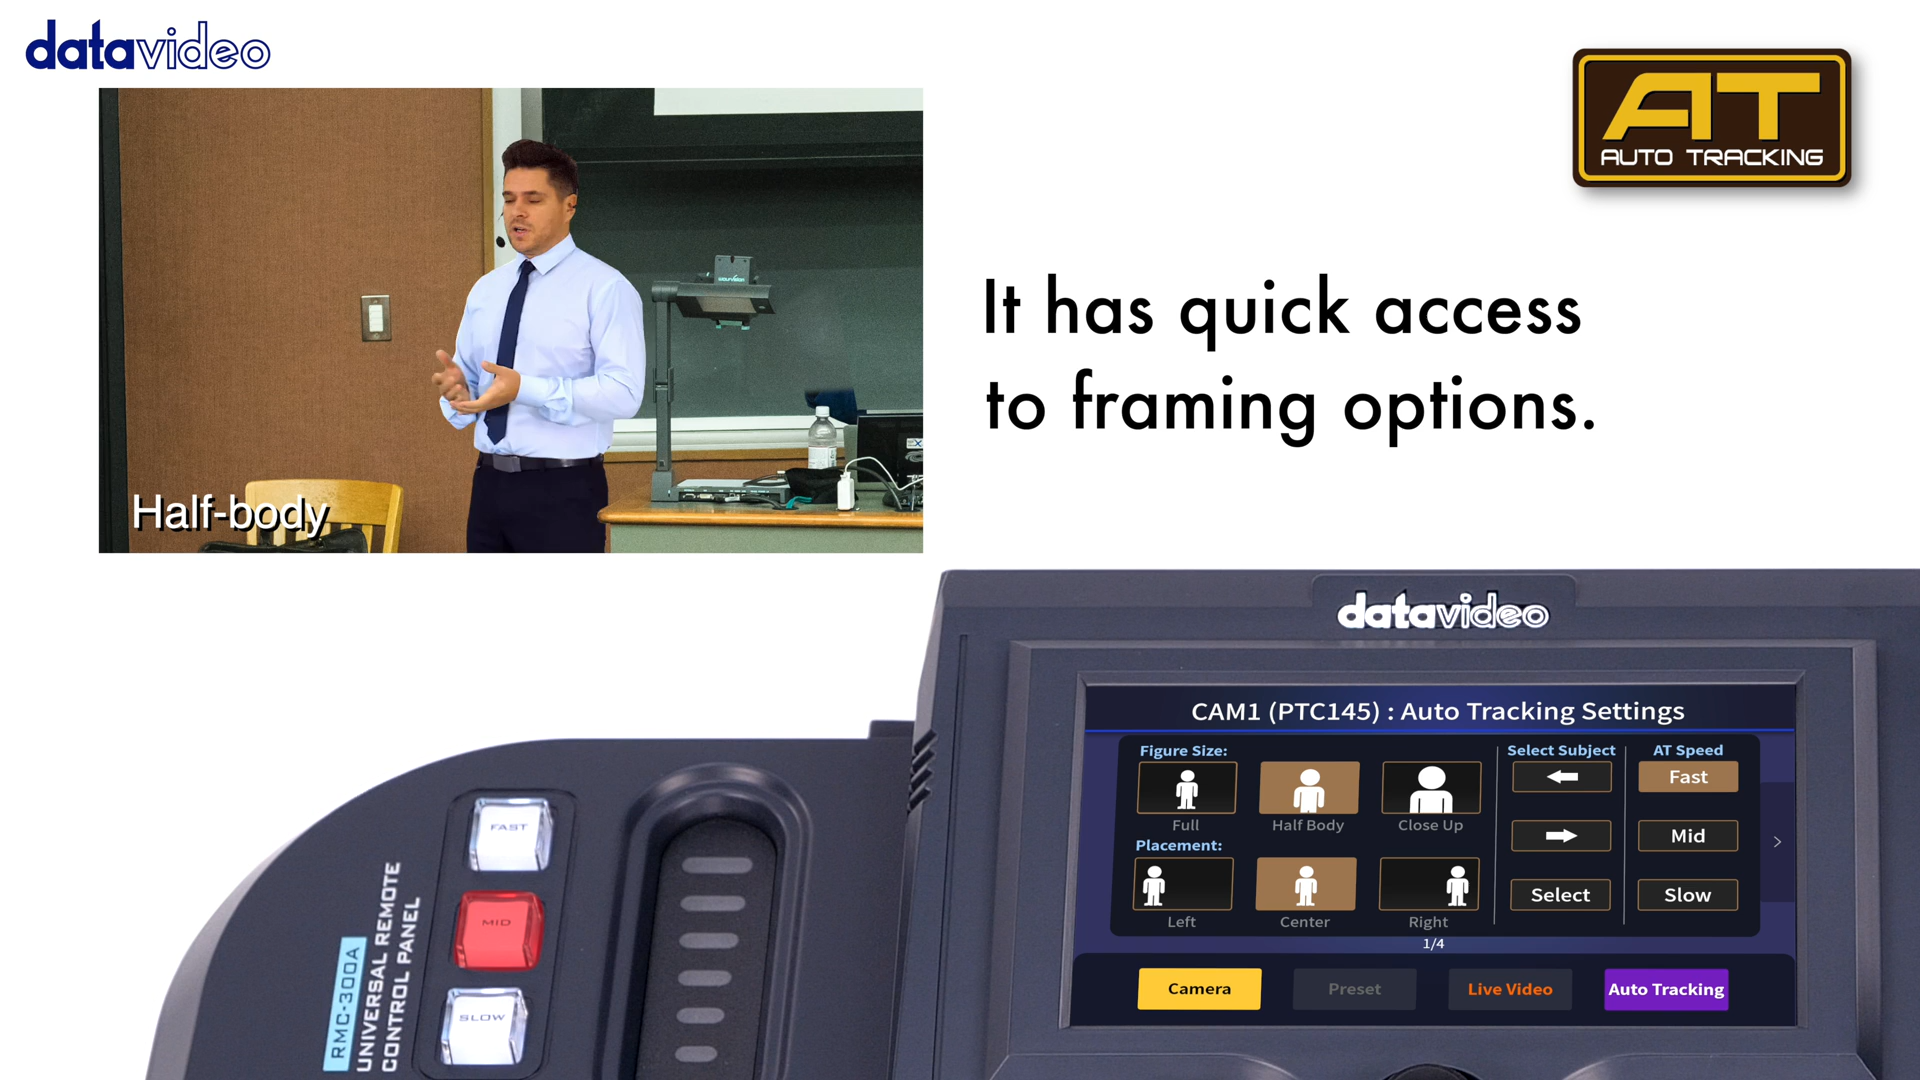 datavideo
AT
AUTO TRACKING
It has quick access
to framing options.
Half-body
datavideo
CAM1 (PTC145) : Auto Tracking Settings
Figure Size:
Full
Half Body
Close Up
Placement:
Left
Center
Right
Select Subject
Select
AT Speed
Fast
Mid
Slow
1/4
Camera
Preset
Live Video
Auto Tracking
FAST
MID
SLOW
RMC-300A
UNIVERSAL REMOTE
CONTROL PANEL